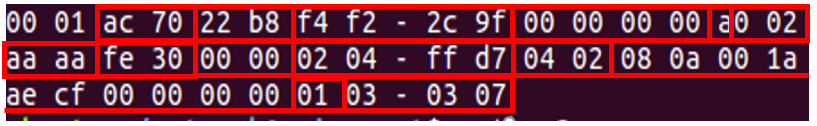 00 01 ac 70 22 b8 f4 f2 - 2c 9f 00 00 00 00 a0 02
aa aa fe 30 00 00 02 04 - ff d7 04 02 08 0a 00 1a
ae cf 00 00 00 00 01 03 - 03 07